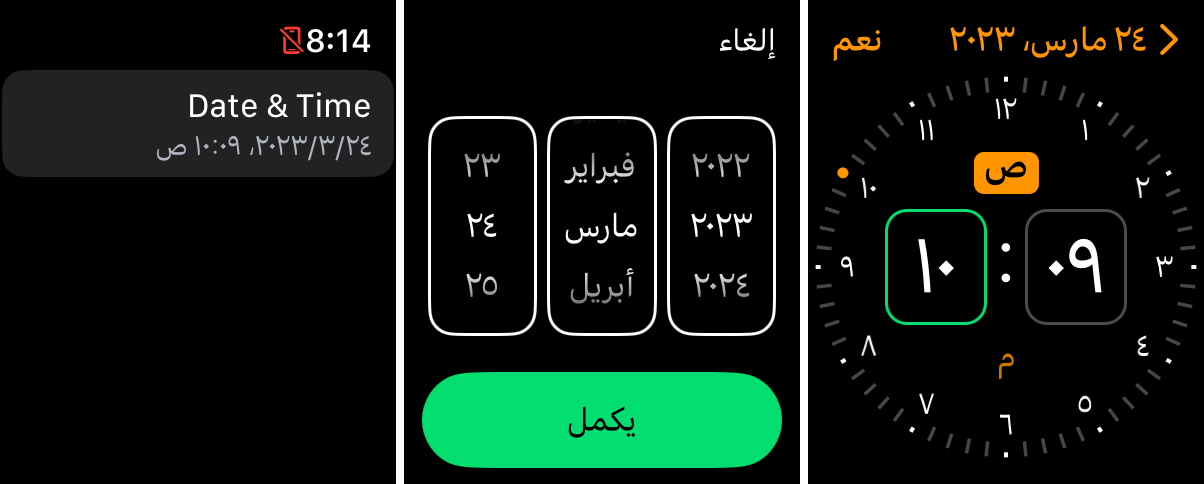 8:14
Date & Time
٢٠٢٣/٣/٢٤، ١٠:٠٩ ص
إلغاء
٢٠٢٢ فبراير ٢٣
٢٠٢٣ مارس ٢٤
٢٠٢٤ أبريل ٢٥
يكمل
٢٤ مارس، ٢٠٢٣ نعم
١٢
١١ ١
ص
١٠ ٢
١٠ : ٠٩
٩ ٣
٨ ٤
م
٧ ٥
٦